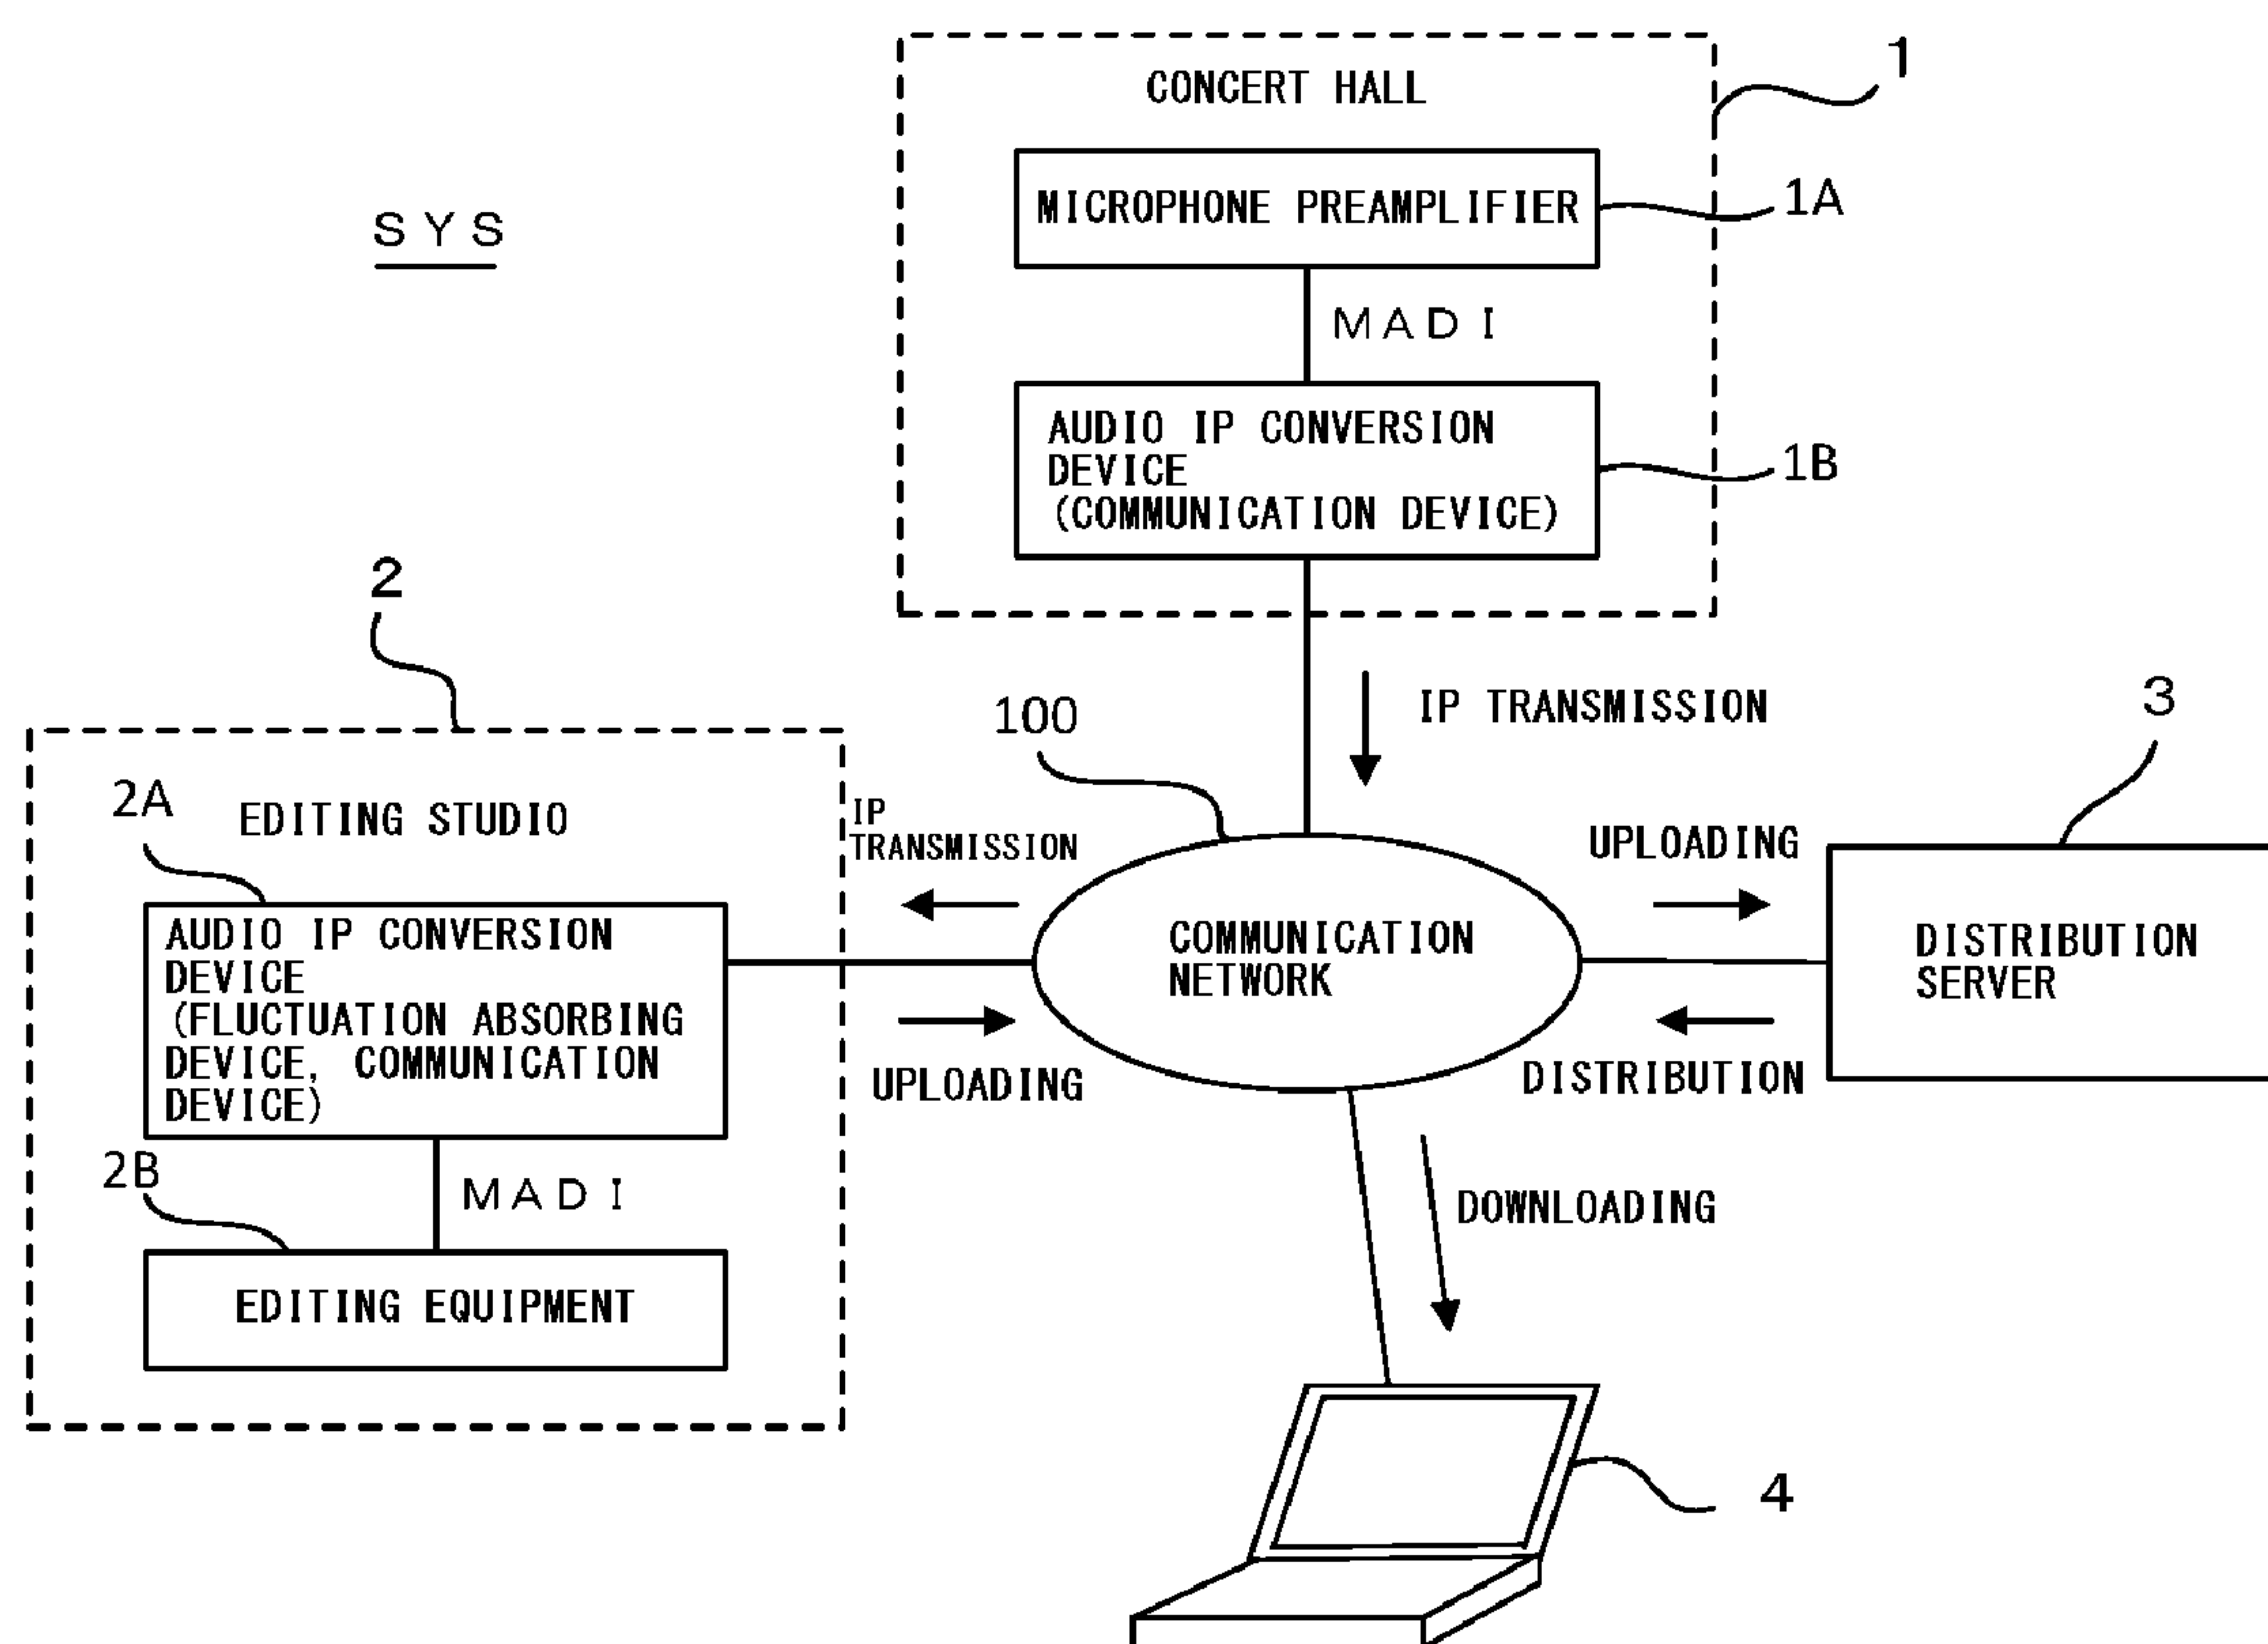 SYS
CONCERT HALL
1
MICROPHONE PREAMPLIFIER
1A
MADI
AUDIO IP CONVERSION
DEVICE
(COMMUNICATION DEVICE)
1B
IP TRANSMISSION
2
EDITING STUDIO
2A
AUDIO IP CONVERSION
DEVICE
(FLUCTUATION ABSORBING
DEVICE, COMMUNICATION
DEVICE)
2B
MADI
EDITING EQUIPMENT
IP
TRANSMISSION
UPLOADING
100
COMMUNICATION
NETWORK
UPLOADING
DISTRIBUTION
3
DISTRIBUTION
SERVER
DOWNLOADING
4